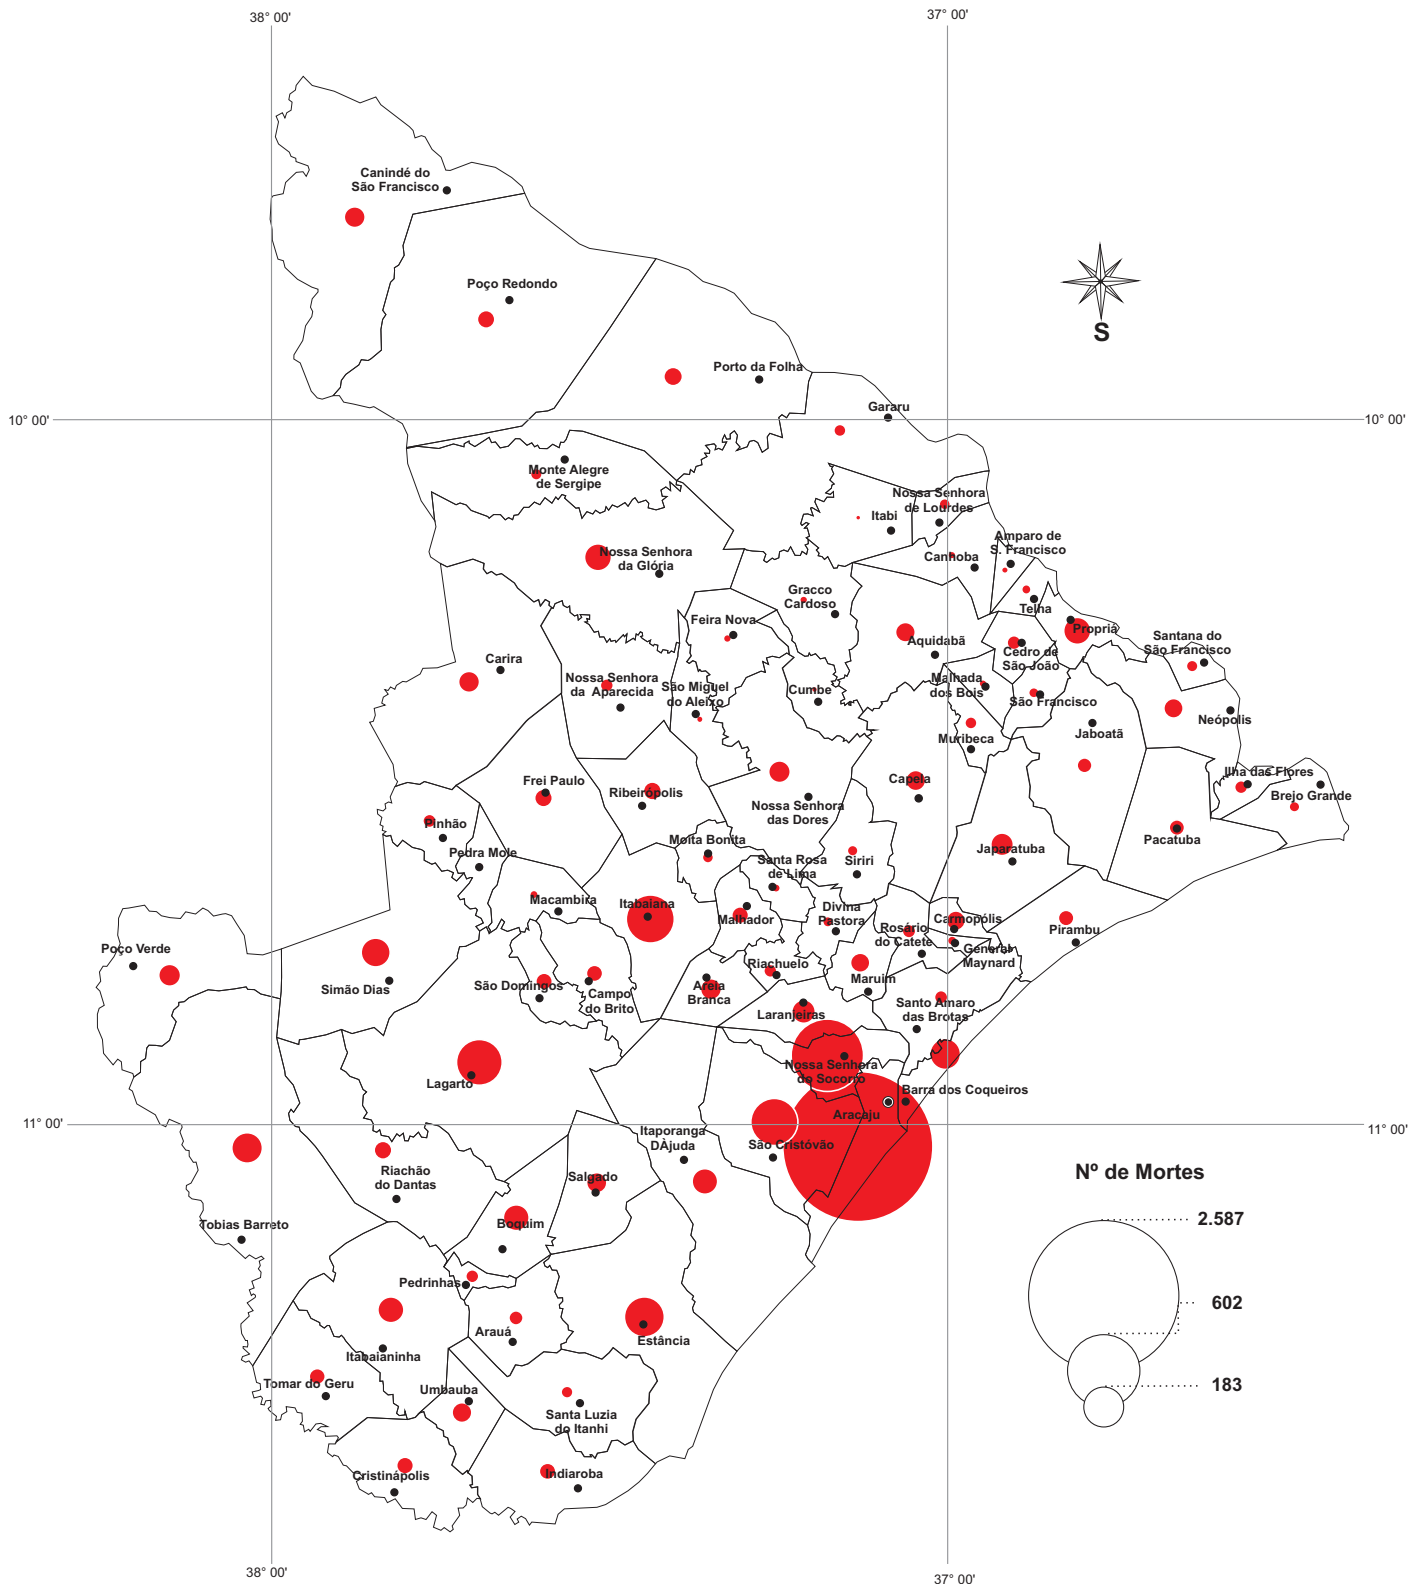 38° 00'
37° 00'
Canindé do
São Francisco
Poço Redondo
S
Porto da Folha
Gararu
10° 00'
10° 00'
Monte Alegre
de Sergipe
Nossa Senhora
de Lourdes
Itabi
Amparo de
S. Francisco
Canhoba
Nossa Senhora
da Glória
Gracco
Cardoso
Telha
Feira Nova
Propriá
Aquidabã
Santana do
São Francisco
Cedro de
São João
Carira
Nossa Senhora
da Aparecida
São Miguel
do Aleixo
Cumbe
Malhada
dos Bois
São Francisco
Neópolis
Jaboatã
Muribeca
Frei Paulo
Ribeirópolis
Capela
Ilha das Flores
Brejo Grande
Nossa Senhora
das Dores
Pinhão
Pedra Mole
Moita Bonita
Santa Rosa
de Lima
Siriri
Japaratuba
Pacatuba
Macambira
Itabaiana
Malhador
Divina
Pastora
Rosário
do Catete
Carmopólis
Pirambu
General
Maynard
Poço Verde
Simão Dias
São Domingos
Campo
do Brito
Areia
Branca
Riachuelo
Maruim
Laranjeiras
Santo Amaro
das Brotas
Lagarto
Nossa Senhora
do Socorro
Barra dos Coqueiros
Aracaju
11° 00'
11° 00'
Itaporanga
DÀjuda
São Cristóvão
Riachão
do Dantas
Salgado
Nº de Mortes
Tobias Barreto
Boquim
2.587
Pedrinhas
602
Arauá
Estância
Itabaianinha
183
Tomar do Geru
Umbauba
Santa Luzia
do Itanhi
Cristinápolis
Indiaroba
38° 00'
37° 00'